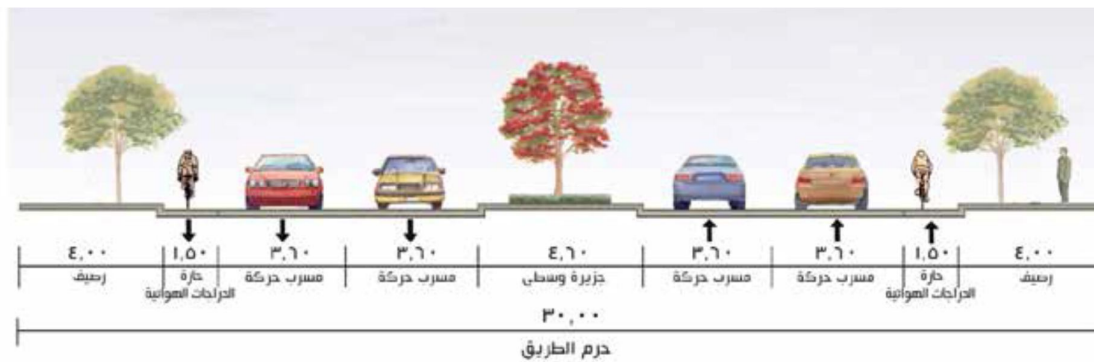 ٤,٠٠ ١,٥٠ ٣,٦٠ ٣,٦٠ ٤,٦٠ ٣,٦٠ ٣,٦٠ ١,٥٠ ٤,٠٠
رصيف حارة مسرب حركة مسرب حركة جزيرة وسطى مسرب حركة مسرب حركة حارة رصيف
الدراجات الهوائية الدراجات الهوائية
٣٠,٠٠
حرم الطريق